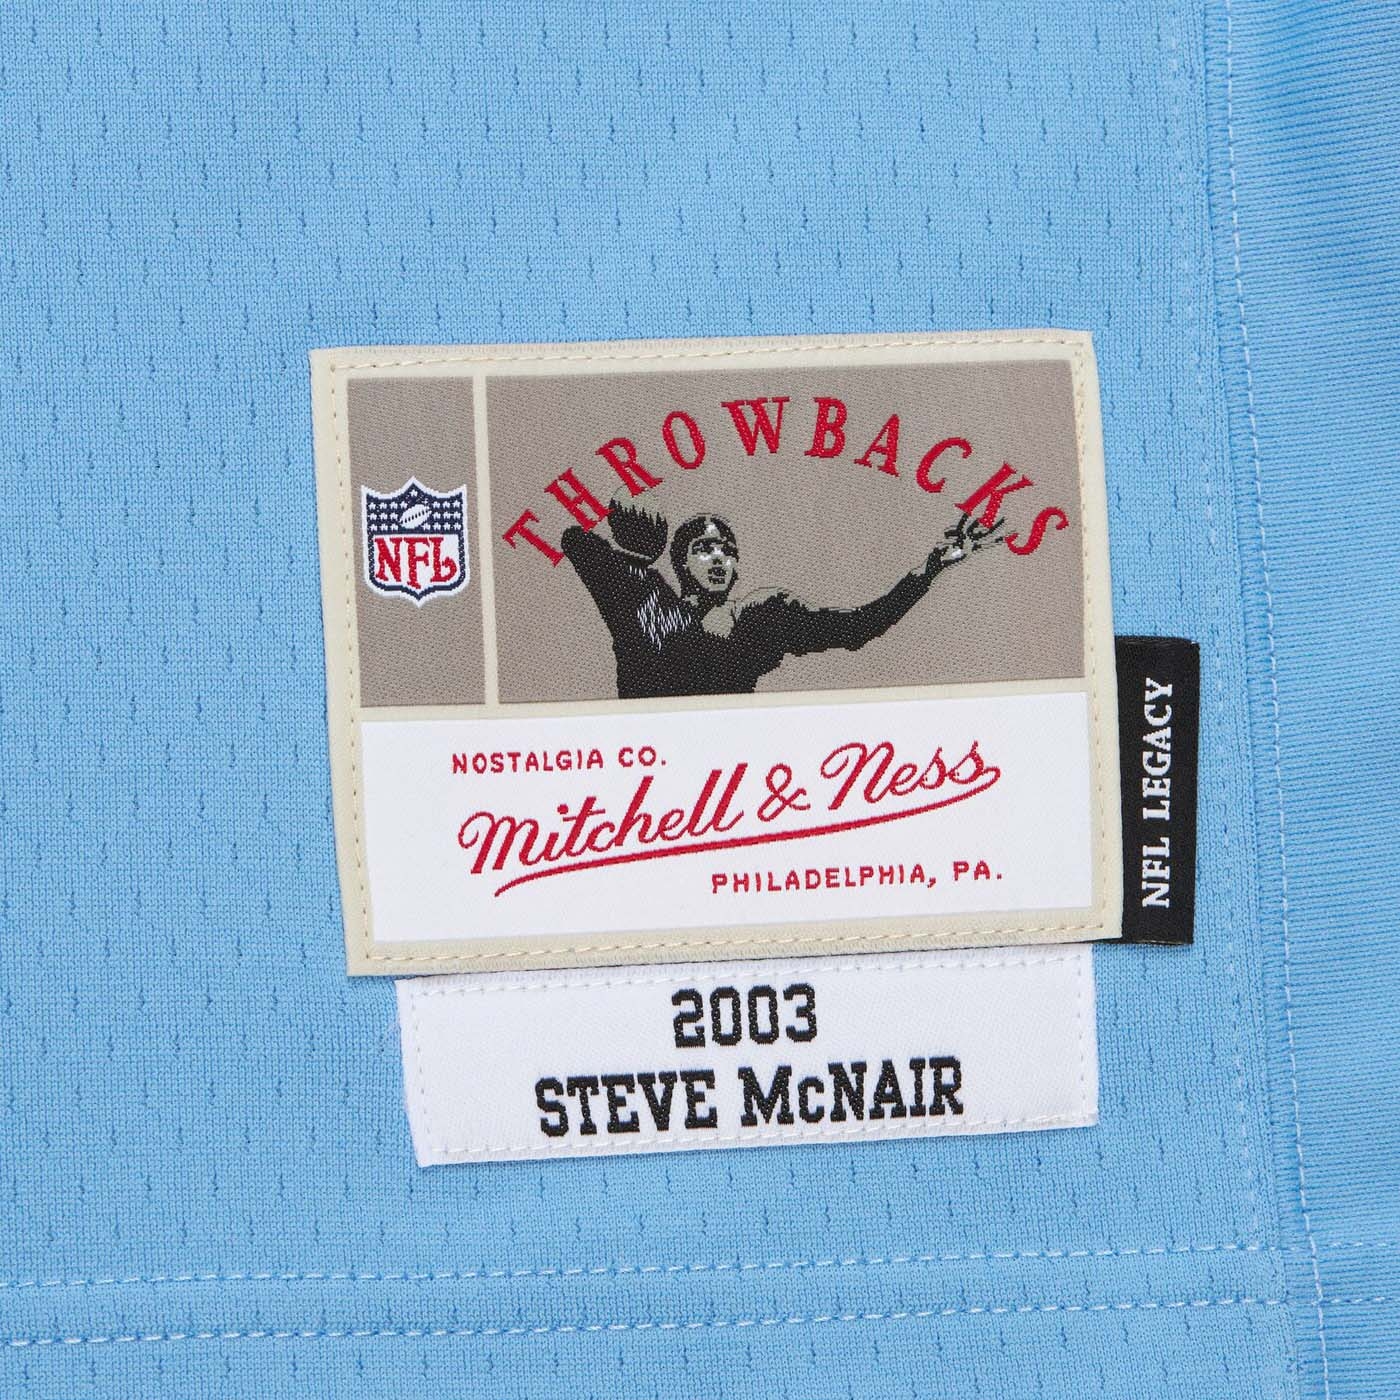 THROWBACKS
NFL
NOSTALGIA CO.
Mitchell & Ness
PHILADELPHIA, PA.
NFL LEGACY
2003
STEVE McNAIR